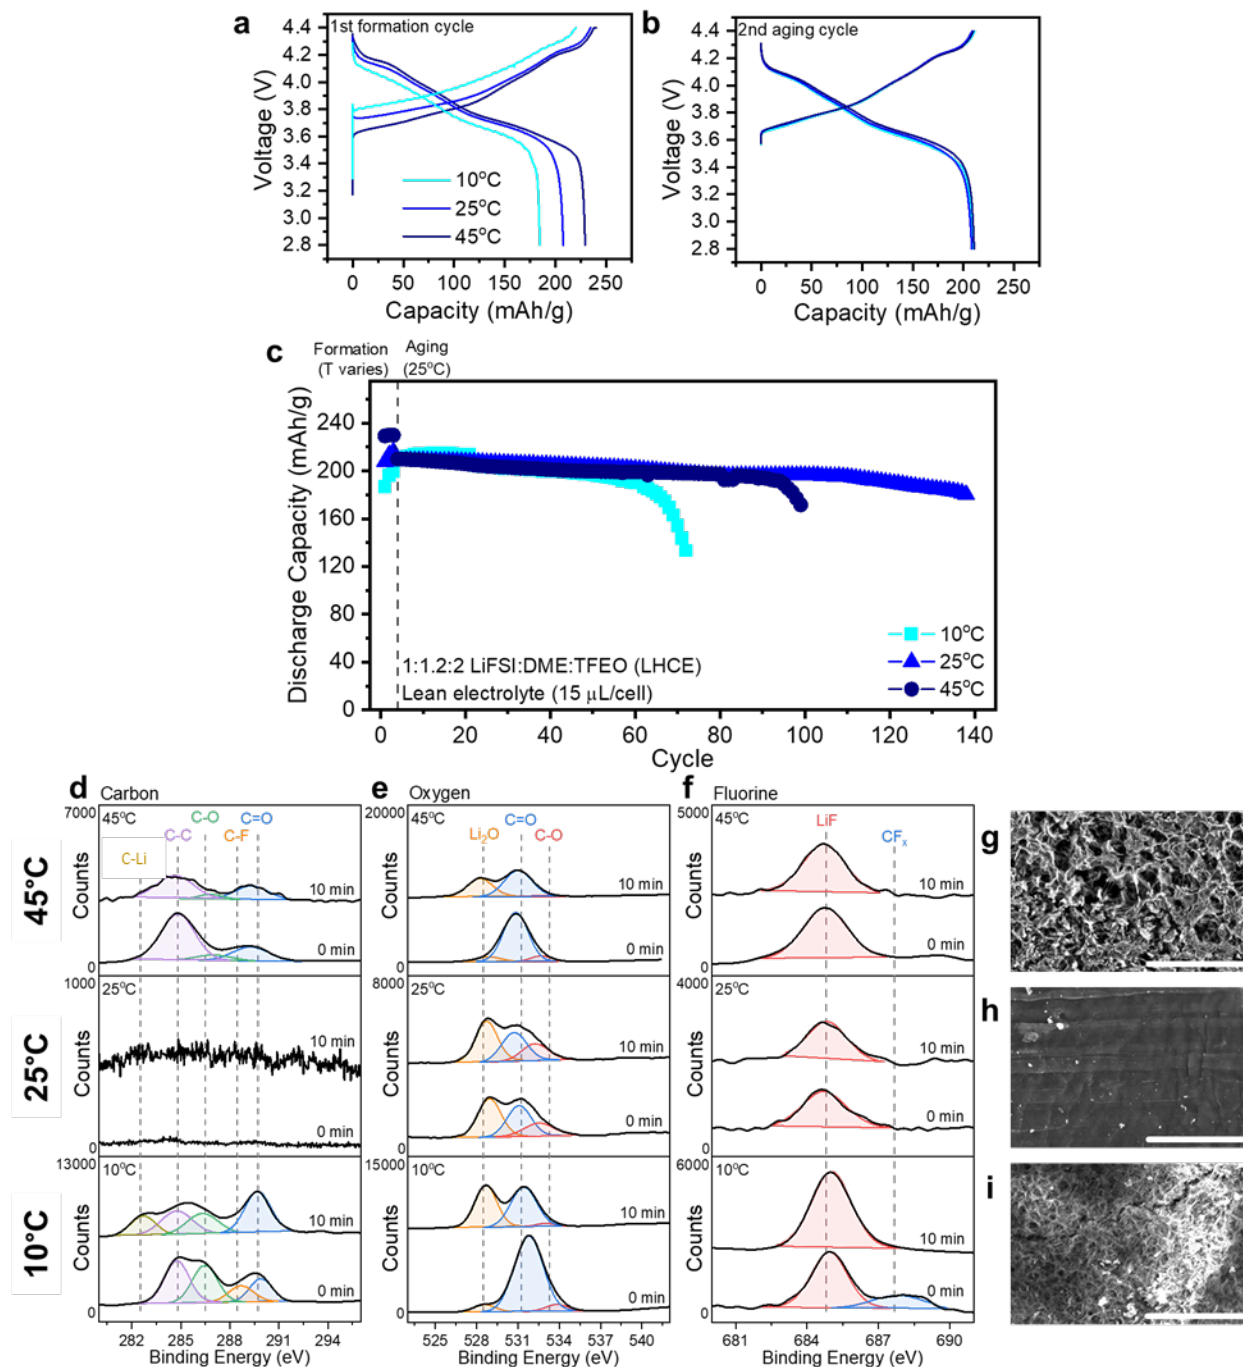 a
b
1st formation cycle
2nd aging cycle
4.4
4.2
4.0
3.8
3.6
3.4
3.2
3.0
2.8
Voltage (V)
10°C
25°C
45°C
0 50 100 150 200 250
Capacity (mAh/g)
4.4
4.2
4.0
3.8
3.6
3.4
3.2
3.0
2.8
Voltage (V)
0 50 100 150 200 250
Capacity (mAh/g)
c
Formation
(T varies)
Aging
(25°C)
240
200
160
120
80
40
0
Discharge Capacity (mAh/g)
1:1.2:2 LiFSI:DME:TFEO (LHCE)
Lean electrolyte (15 μL/cell)
10°C
25°C
45°C
0 20 40 60 80 100 120 140
Cycle
d Carbon
e Oxygen
f Fluorine
45°C
25°C
10°C
7000
45°C
C-Li
C-C
C-O
C-F
C=O
10 min
0 min
0
Counts
1000
25°C
10 min
0 min
0
Counts
13000
10°C
10 min
0 min
0
Counts
282 285 288 291 294
Binding Energy (eV)
20000
45°C
Li₂O
C=O
C-O
10 min
0 min
0
Counts
8000
25°C
10 min
0 min
0
Counts
15000
10°C
10 min
0 min
0
Counts
525 528 531 534 537 540
Binding Energy (eV)
5000
45°C
LiF
CFₓ
10 min
0 min
0
Counts
4000
25°C
10 min
0 min
0
Counts
6000
10°C
10 min
0 min
0
Counts
681 684 687 690
Binding Energy (eV)
g
h
i